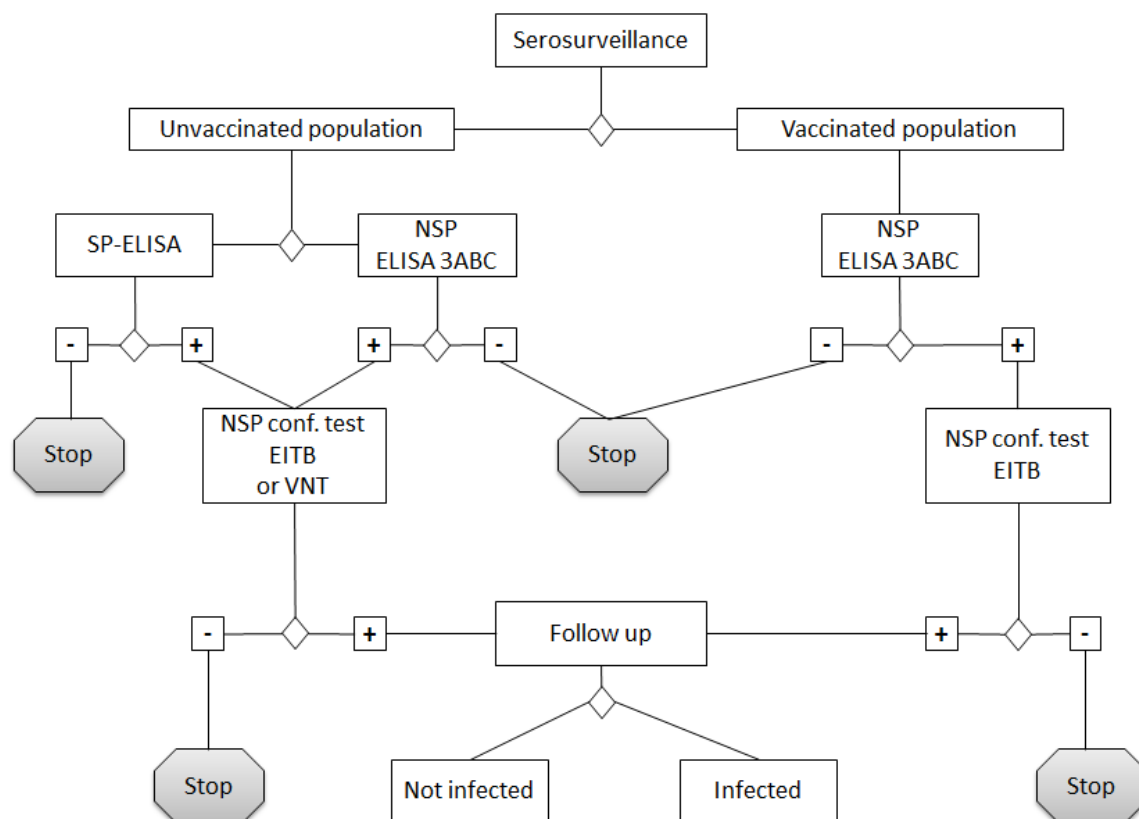 Serosurveillance
Unvaccinated population
Vaccinated population
SP-ELISA
NSP
ELISA 3ABC
NSP
ELISA 3ABC
-
+
+
-
-
+
Stop
NSP conf. test
EITB
or VNT
Stop
NSP conf. test
EITB
-
+
Follow up
+
-
Stop
Not infected
Infected
Stop